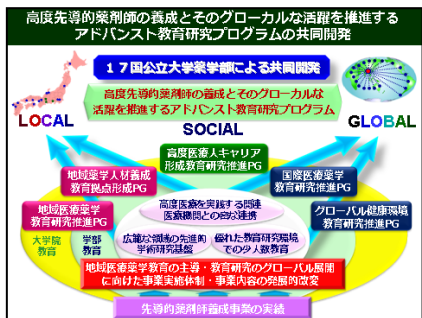 高度先導的薬剤師の養成とそのグローカルな活躍を推進する
アドバンスト教育研究プログラムの共同開発
17国公立大学薬学部による共同開発
高度先導的薬剤師の養成とそのグローカルな
活躍を推進するアドバンスト教育研究プログラム
LOCAL
SOCIAL
GLOBAL
高度医療人キャリア
形成教育研究推進PG
地域薬学人材養成
教育拠点形成PG
国際医療薬学
教育研究推進PG
地域医療薬学
教育研究推進PG
高度医療を実践する関連
医療機関との密な連携
グローバル健康環境
教育研究推進PG
大学院
教育
学部
教育
広範な領域の先進的
学術研究基盤
優れた教育研究環境
での少人数教育
地域医療薬学教育の主導・教育研究のグローバル展開
に向けた事業実施体制・事業内容の発展的改変
先導的薬剤師養成事業の実績